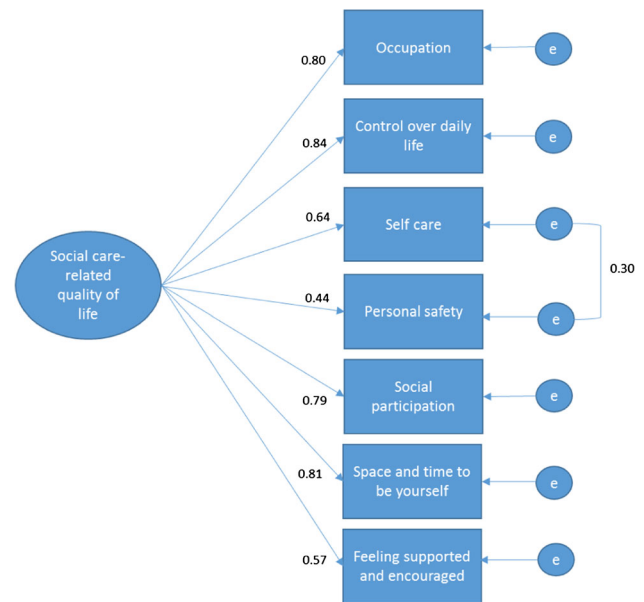 Occupation
e
0.80
Control over daily
life
e
0.84
Self care
e
0.64
0.30
Social care-
related
quality of
life
0.44
Personal safety
e
Social
participation
e
0.79
Space and time to
be yourself
e
0.81
Feeling supported
and encouraged
e
0.57